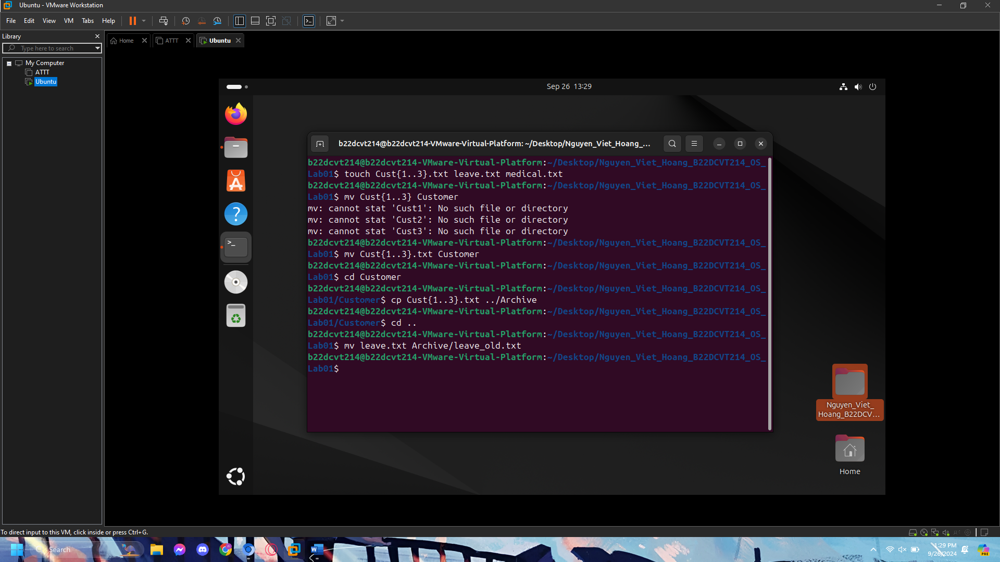 Ubuntu - VMware Workstation
File Edit View VM Tabs Help
Library
Type here to search
My Computer
ATTT
Ubuntu
Home
ATTT
Ubuntu
Sep 26 13:29
b22dcvt214@b22dcvt214-VMware-Virtual-Platform: ~/Desktop/Nguyen_Viet_Hoang_...
b22dcvt214@b22dcvt214-VMware-Virtual-Platform:~/Desktop/Nguyen_Viet_Hoang_B22DCVT214_OS_
Lab01$ touch Cust{1..3}.txt leave.txt medical.txt
b22dcvt214@b22dcvt214-VMware-Virtual-Platform:~/Desktop/Nguyen_Viet_Hoang_B22DCVT214_OS_
Lab01$ mv Cust{1..3} Customer
mv: cannot stat 'Cust1': No such file or directory
mv: cannot stat 'Cust2': No such file or directory
mv: cannot stat 'Cust3': No such file or directory
b22dcvt214@b22dcvt214-VMware-Virtual-Platform:~/Desktop/Nguyen_Viet_Hoang_B22DCVT214_OS_
Lab01$ mv Cust{1..3}.txt Customer
b22dcvt214@b22dcvt214-VMware-Virtual-Platform:~/Desktop/Nguyen_Viet_Hoang_B22DCVT214_OS_
Lab01$ cd Customer
b22dcvt214@b22dcvt214-VMware-Virtual-Platform:~/Desktop/Nguyen_Viet_Hoang_B22DCVT214_OS_
Lab01/Customer$ cp Cust{1..3}.txt ../Archive
b22dcvt214@b22dcvt214-VMware-Virtual-Platform:~/Desktop/Nguyen_Viet_Hoang_B22DCVT214_OS_
Lab01/Customer$ cd ..
b22dcvt214@b22dcvt214-VMware-Virtual-Platform:~/Desktop/Nguyen_Viet_Hoang_B22DCVT214_OS_
Lab01$ mv leave.txt Archive/leave_old.txt
b22dcvt214@b22dcvt214-VMware-Virtual-Platform:~/Desktop/Nguyen_Viet_Hoang_B22DCVT214_OS_
Lab01$
Nguyen_Viet_
Hoang_B22DCV...
Home
To direct input to this VM, click inside or press Ctrl+G.
Search
1:29 PM
9/26/2024
PRE